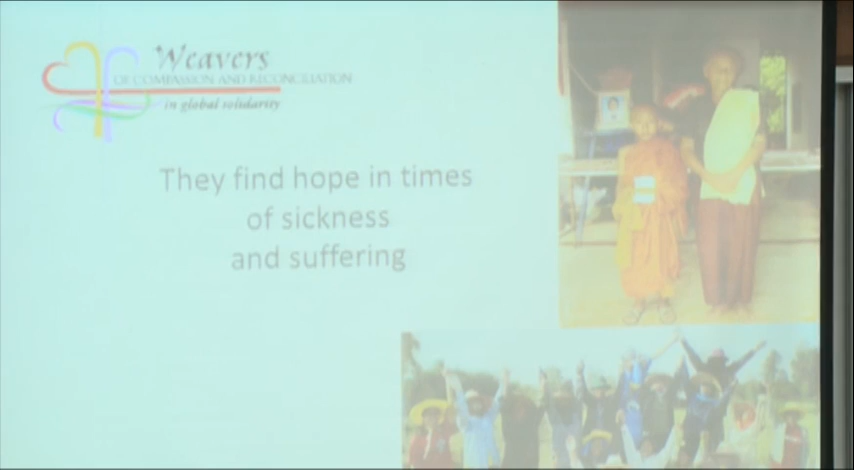 Weavers
OF COMPASSION AND RECONCILIATION
in global solidarity
They find hope in times
of sickness
and suffering